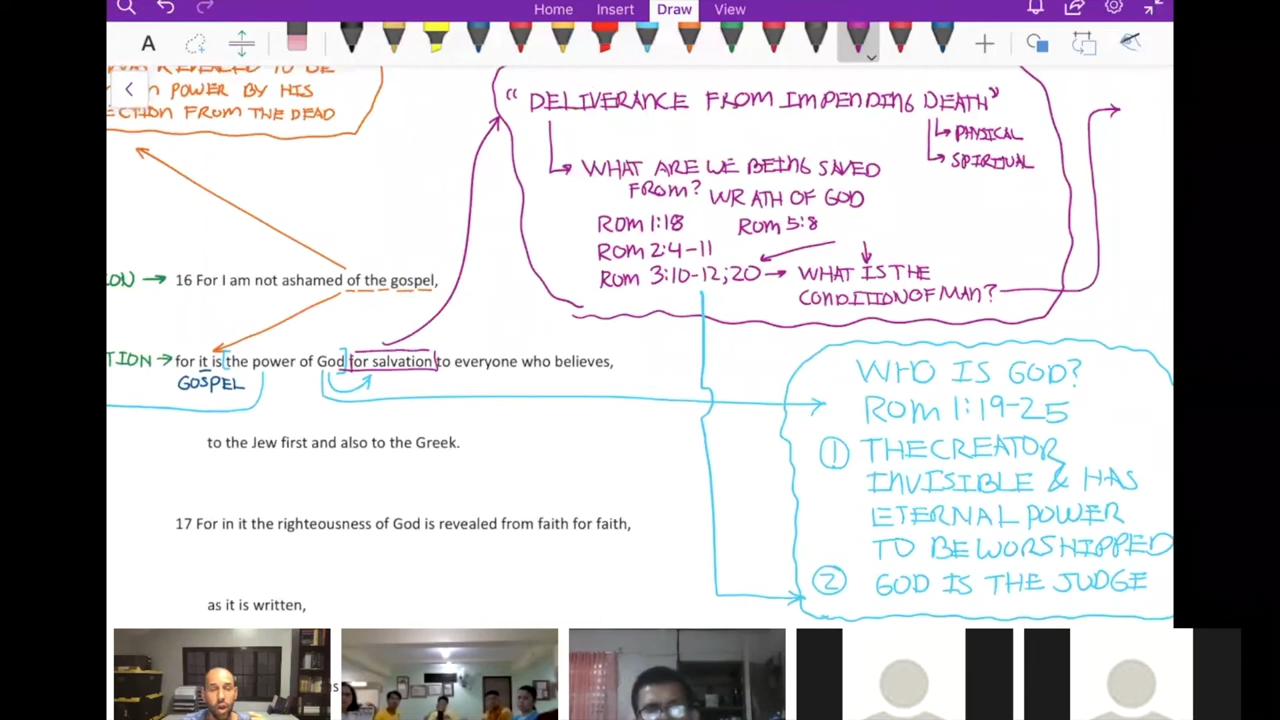 Home Insert Draw View
A
WAS REVEALED TO BE
POWER BY HIS
ECTION FROM THE DEAD
"DELIVERANCE FROM IMPENDING DEATH"
PHYSICAL
SPIRITUAL
WHAT ARE WE BEING SAVED
FROM? WRATH OF GOD
Rom 1:18 Rom 5:8
Rom 2:4-11
Rom 3:10-12;20 → WHAT IS THE
CONDITION OF MAN?
ION → 16 For I am not ashamed of the gospel,
TION → for it is [the power of God] for salvation to everyone who believes,
GOSPEL
to the Jew first and also to the Greek.
17 For in it the righteousness of God is revealed from faith for faith,
as it is written,
WHO IS GOD?
Rom 1:19-25
① THE CREATOR
INVISIBLE & HAS
ETERNAL POWER
TO BE WORSHIPPED
② GOD IS THE JUDGE